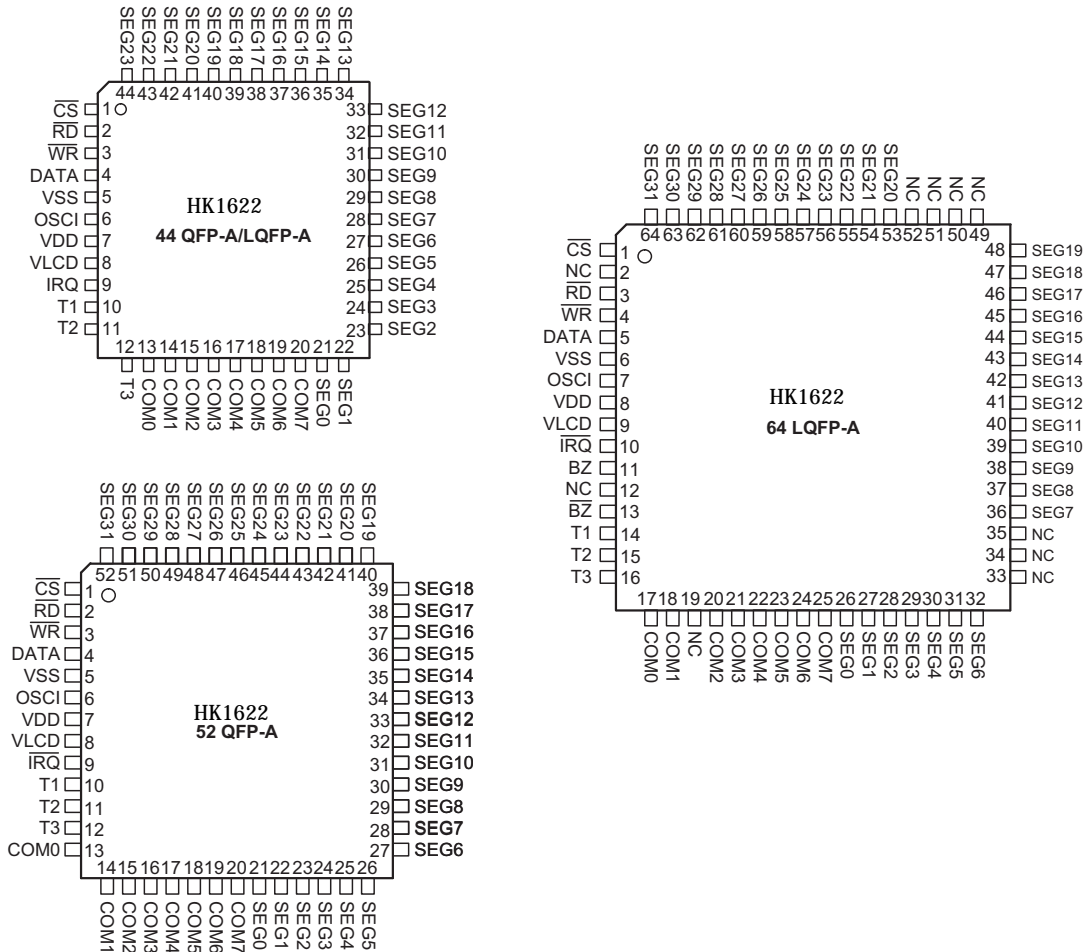 SEG23 SEG22 SEG21 SEG20 SEG19 SEG18 SEG17 SEG16 SEG15 SEG14 SEG13
44 43 42 41 40 39 38 37 36 35 34
C̅S̅ 1 33 SEG12
R̅D̅ 2 32 SEG11
W̅R̅ 3 31 SEG10
DATA 4 30 SEG9
VSS 5 29 SEG8
OSCI 6 28 SEG7
VDD 7 27 SEG6
VLCD 8 26 SEG5
IRQ 9 25 SEG4
T1 10 24 SEG3
T2 11 23 SEG2
HK1622
44 QFP-A/LQFP-A
12 13 14 15 16 17 18 19 20 21 22
T3 COM0 COM1 COM2 COM3 COM4 COM5 COM6 COM7 SEG0 SEG1
SEG31 SEG30 SEG29 SEG28 SEG27 SEG26 SEG25 SEG24 SEG23 SEG22 SEG21 SEG20 SEG19
52 51 50 49 48 47 46 45 44 43 42 41 40
C̅S̅ 1 39 SEG18
R̅D̅ 2 38 SEG17
W̅R̅ 3 37 SEG16
DATA 4 36 SEG15
VSS 5 35 SEG14
OSCI 6 34 SEG13
VDD 7 33 SEG12
VLCD 8 32 SEG11
I̅R̅Q̅ 9 31 SEG10
T1 10 30 SEG9
T2 11 29 SEG8
T3 12 28 SEG7
COM0 13 27 SEG6
HK1622
52 QFP-A
14 15 16 17 18 19 20 21 22 23 24 25 26
COM1 COM2 COM3 COM4 COM5 COM6 COM7 SEG0 SEG1 SEG2 SEG3 SEG4 SEG5
SEG31 SEG30 SEG29 SEG28 SEG27 SEG26 SEG25 SEG24 SEG23 SEG22 SEG21 SEG20 NC NC NC NC
64 63 62 61 60 59 58 57 56 55 54 53 52 51 50 49
C̅S̅ 1 48 SEG19
NC 2 47 SEG18
R̅D̅ 3 46 SEG17
W̅R̅ 4 45 SEG16
DATA 5 44 SEG15
VSS 6 43 SEG14
OSCI 7 42 SEG13
VDD 8 41 SEG12
VLCD 9 40 SEG11
I̅R̅Q̅ 10 39 SEG10
BZ 11 38 SEG9
NC 12 37 SEG8
B̅Z̅ 13 36 SEG7
T1 14 35 NC
T2 15 34 NC
T3 16 33 NC
HK1622
64 LQFP-A
17 18 19 20 21 22 23 24 25 26 27 28 29 30 31 32
COM0 COM1 NC COM2 COM3 COM4 COM5 COM6 COM7 SEG0 SEG1 SEG2 SEG3 SEG4 SEG5 SEG6